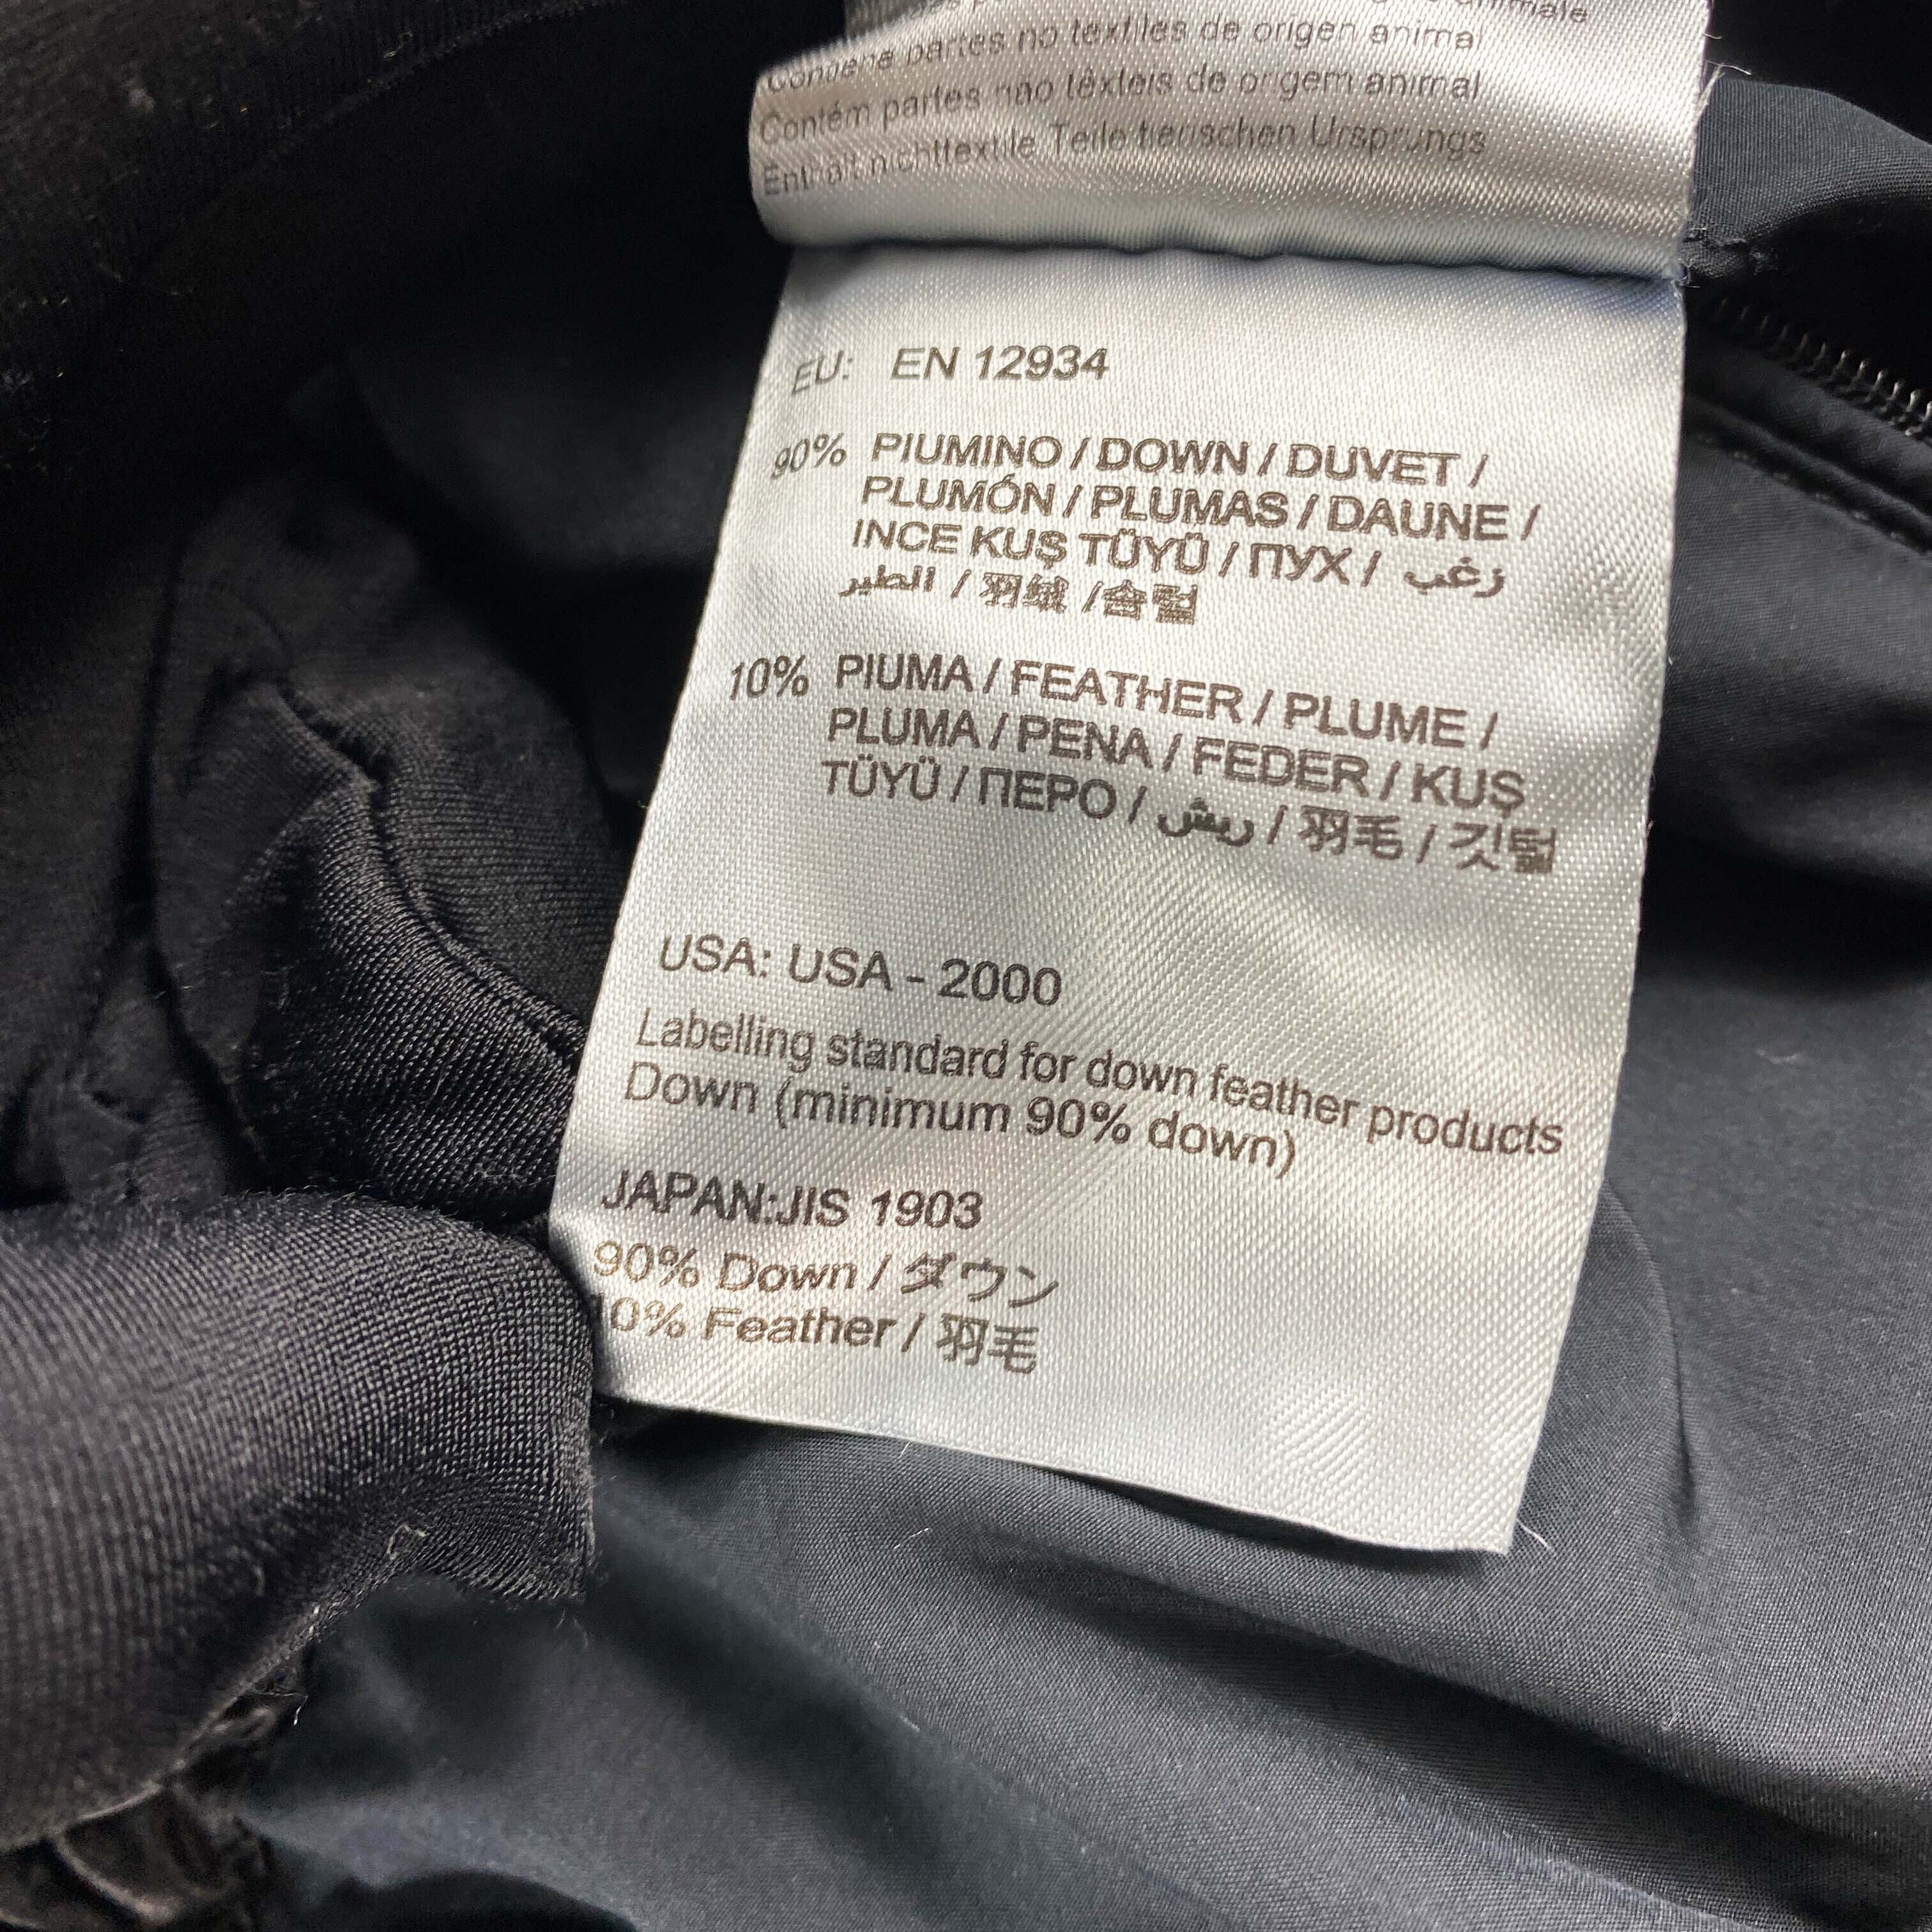 animale
Contiene partes no textiles de origen animal
Contém partes não têxteis de origem animal
Enthält nichttextile Teile tierischen Ursprungs
EU: EN 12934
90% PIUMINO / DOWN / DUVET /
PLUMÓN / PLUMAS / DAUNE /
INCE KUŞ TÜYÜ / ПУХ / زغب
الطير / 羽绒 /솜털
10% PIUMA / FEATHER / PLUME /
PLUMA / PENA / FEDER / KUŞ
TÜYÜ / ПЕРО / ريش / 羽毛 / 깃털
USA: USA - 2000
Labelling standard for down feather products
Down (minimum 90% down)
JAPAN:JIS 1903
90% Down / ダウン
10% Feather / 羽毛